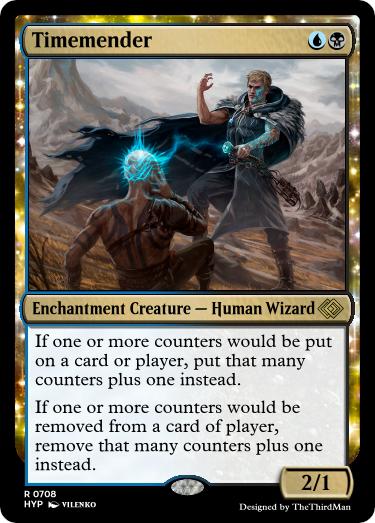 Timemender
Enchantment Creature — Human Wizard
If one or more counters would be put
on a card or player, put that many
counters plus one instead.
If one or more counters would be
removed from a card of player,
remove that many counters plus one
instead.
2/1
R 0708
HYP VILENKO
Designed by TheThirdMan